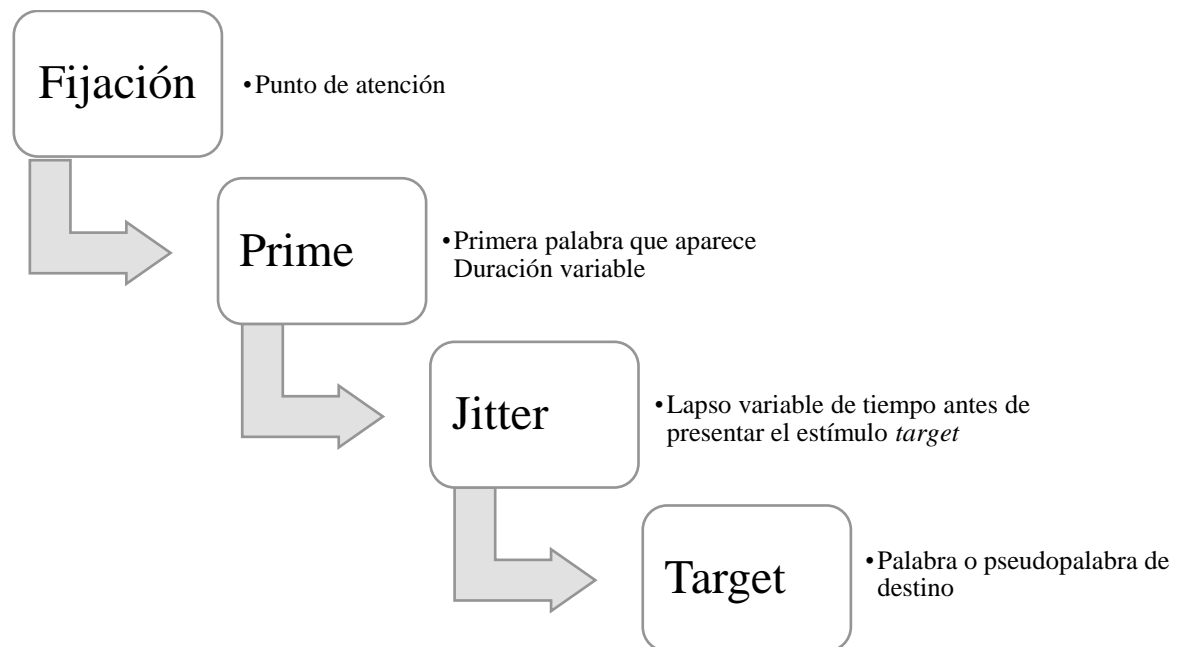 Fijación
•Punto de atención
Prime
•Primera palabra que aparece
Duración variable
Jitter
•Lapso variable de tiempo antes de
presentar el estímulo target
Target
•Palabra o pseudopalabra de
destino